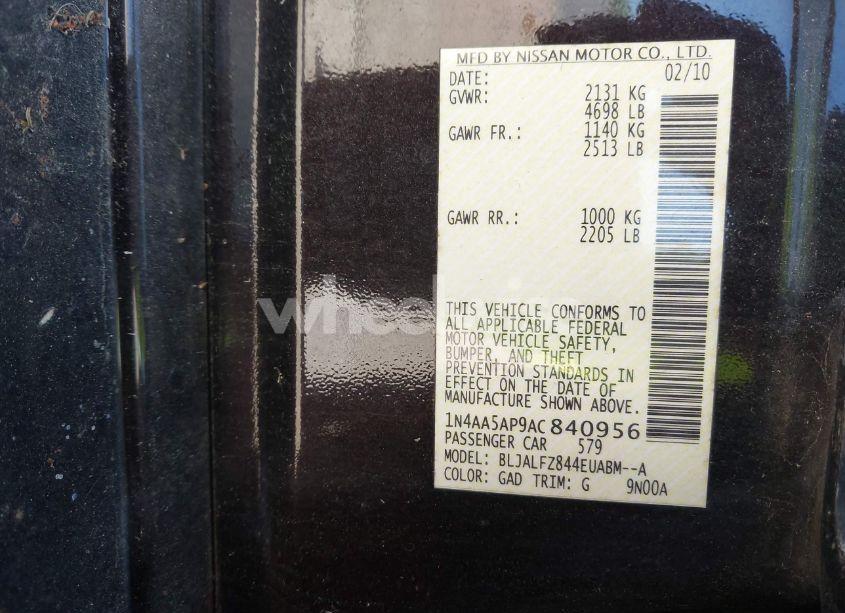 MFD BY NISSAN MOTOR CO., LTD.
DATE: 02/10
GVWR: 2131 KG
4698 LB
GAWR FR.: 1140 KG
2513 LB
GAWR RR.: 1000 KG
2205 LB
THIS VEHICLE CONFORMS TO
ALL APPLICABLE FEDERAL
MOTOR VEHICLE SAFETY,
BUMPER, AND THEFT
PREVENTION STANDARDS IN
EFFECT ON THE DATE OF
MANUFACTURE SHOWN ABOVE.
1N4AA5AP9AC840956
PASSENGER CAR 579
MODEL: BLJALFZ844EUABM--A
COLOR: GAD TRIM: G 9N00A